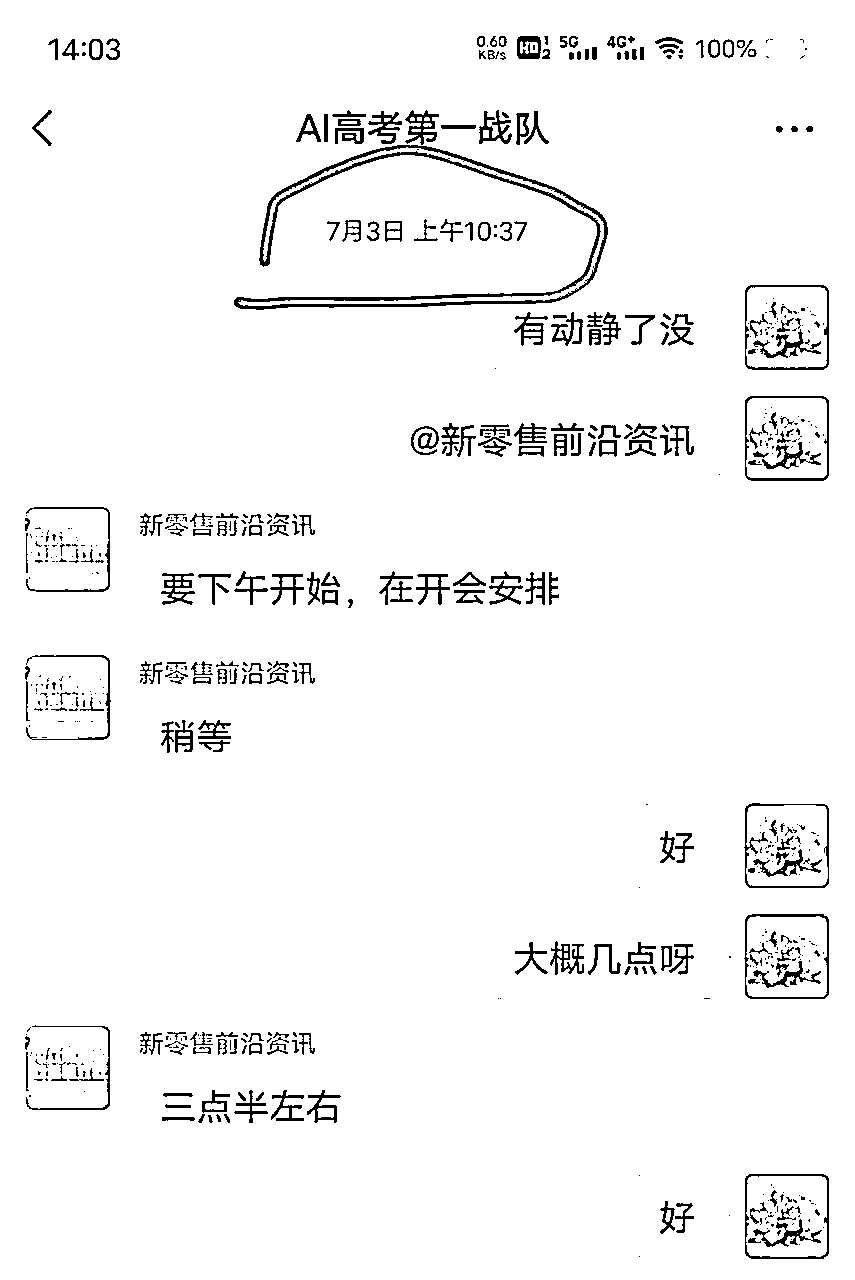 14:03
0.60 KB/s HD 1 2 5G 4G+ 100%
AI高考第一战队
7月3日 上午10:37
有动静了没
@新零售前沿资讯
新零售前沿资讯
要下午开始，在开会安排
新零售前沿资讯
稍等
好
大概几点呀
新零售前沿资讯
三点半左右
好